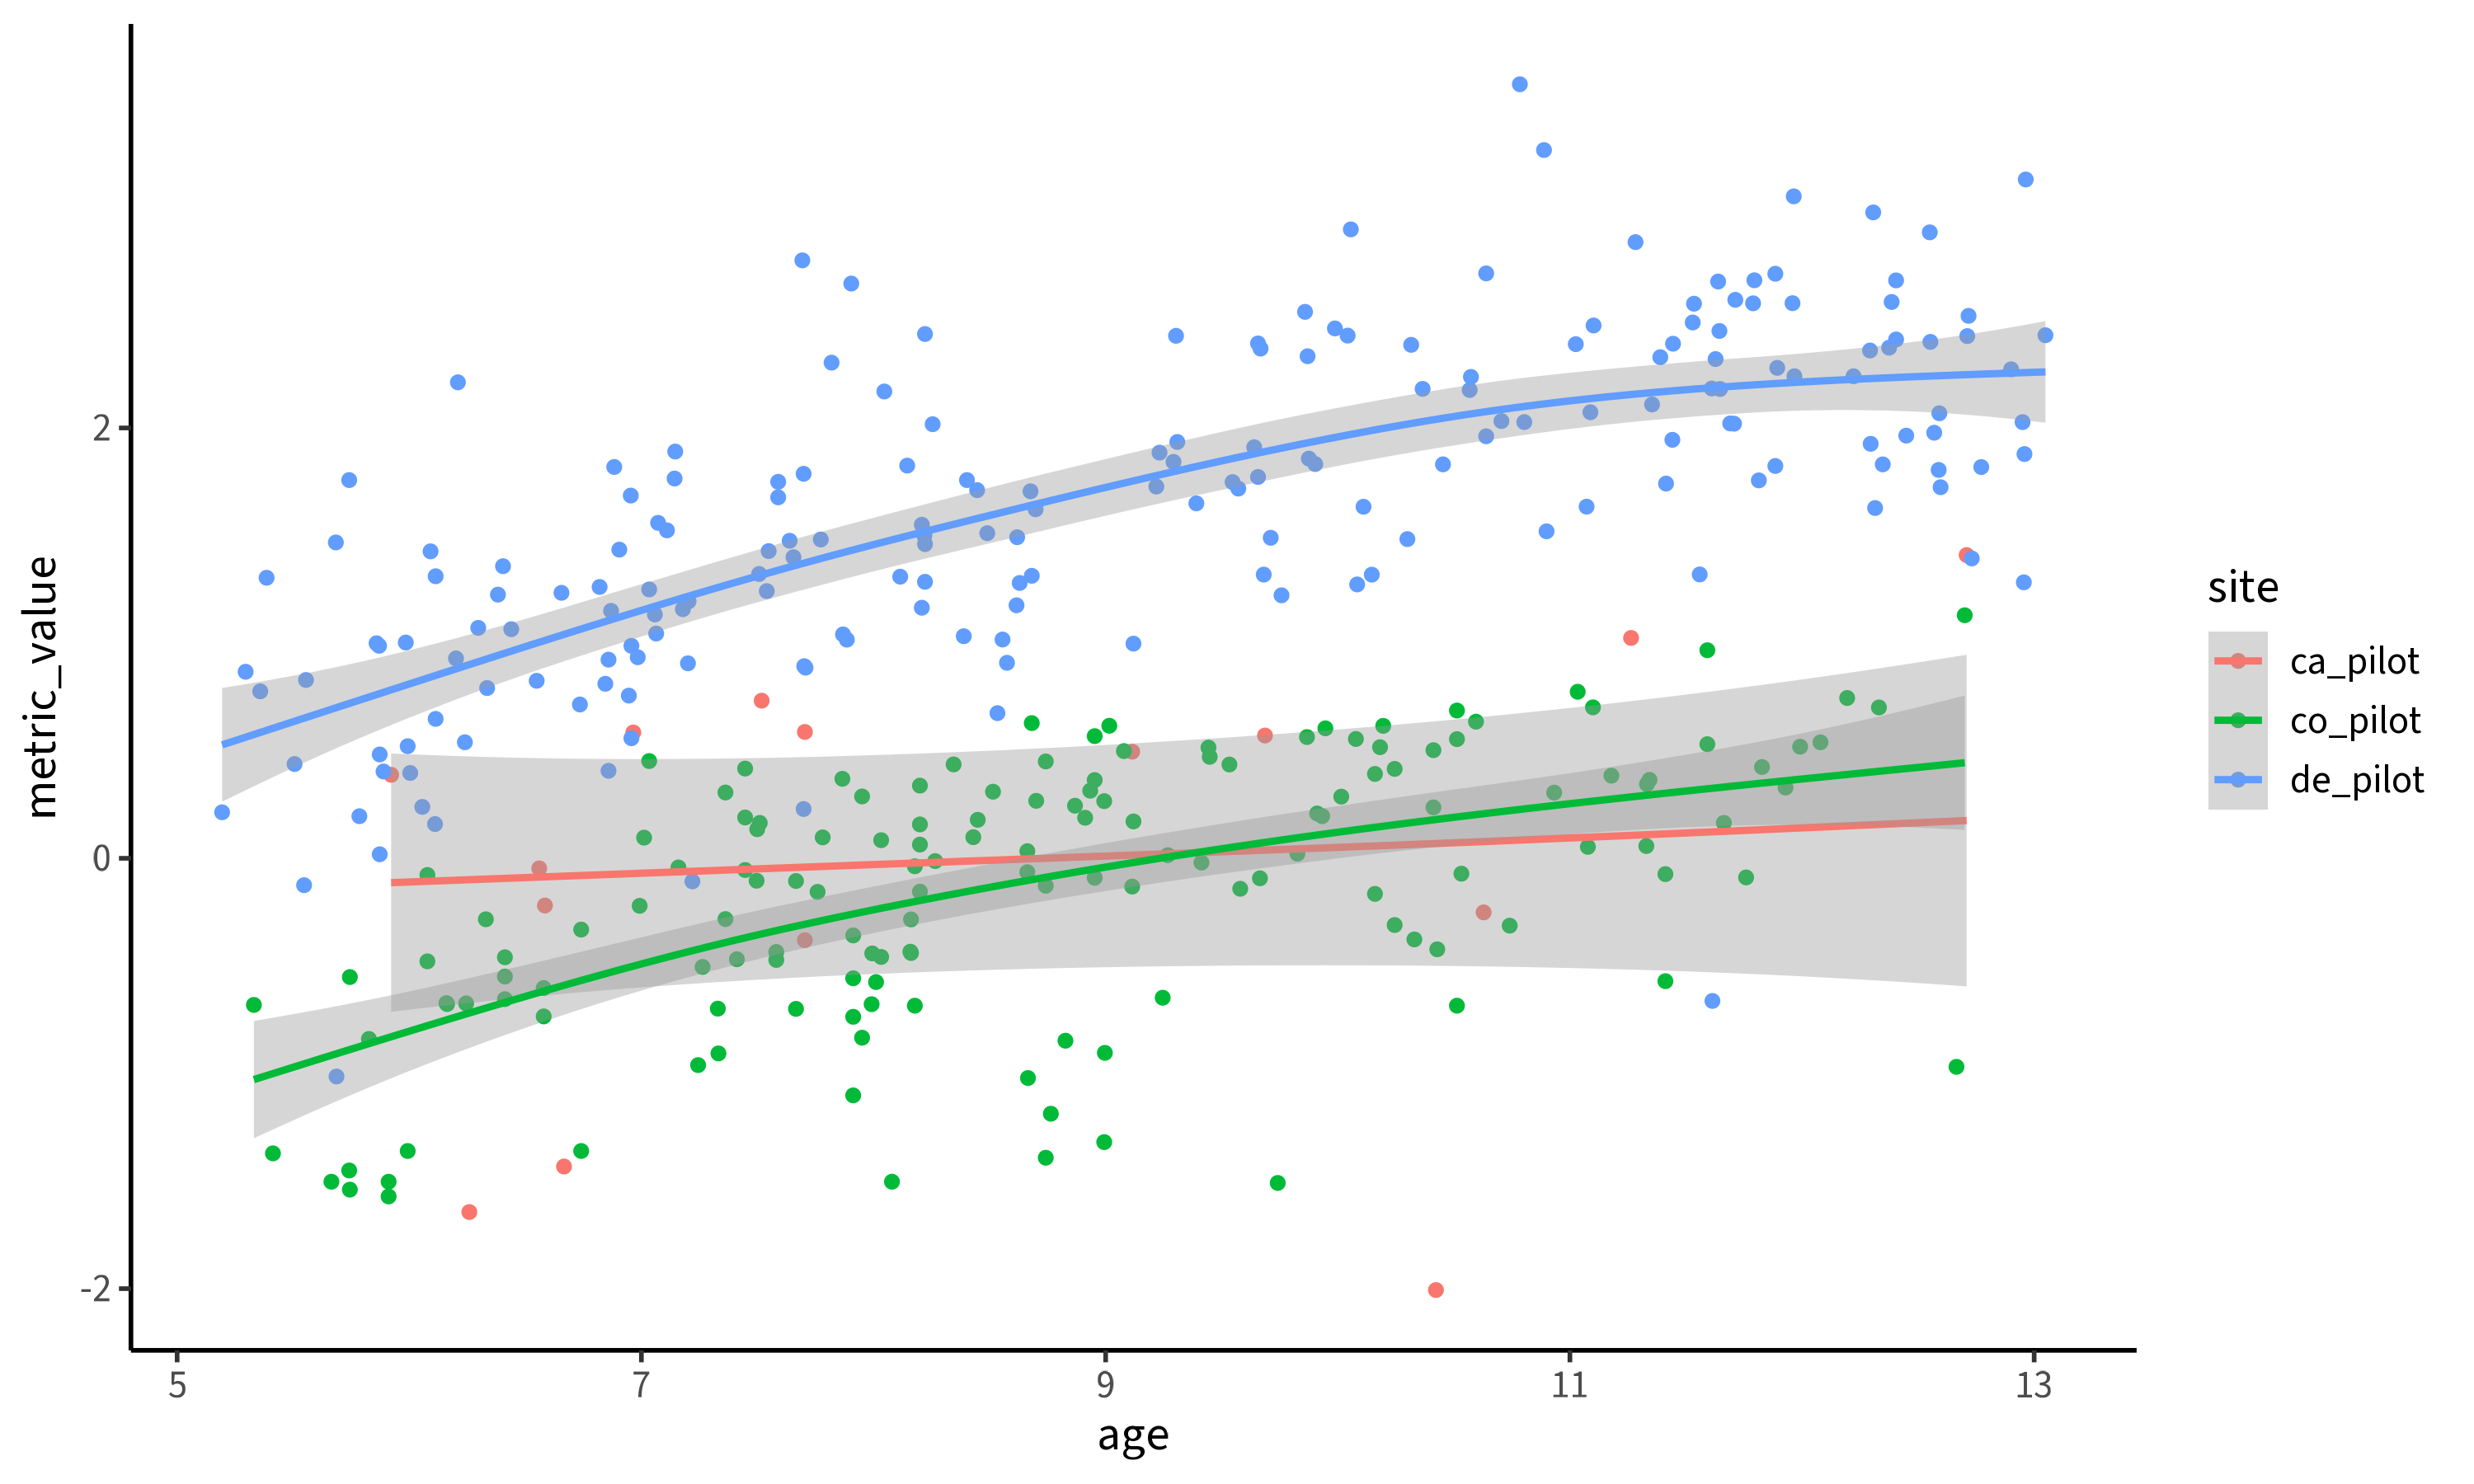 metric_value
2
0
-2
5 7 9 11 13
age
site
ca_pilot
co_pilot
de_pilot